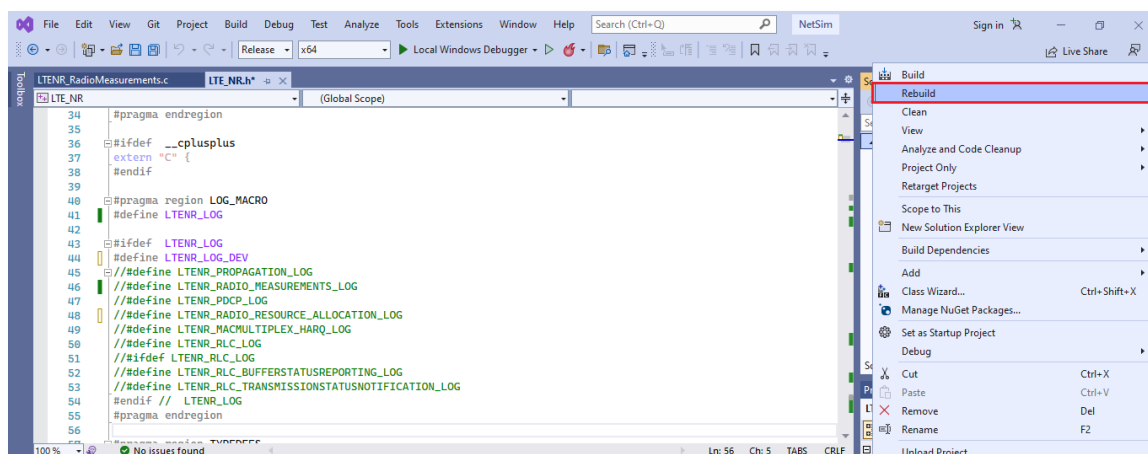 File Edit View Git Project Build Debug Test Analyze Tools Extensions Window Help Search (Ctrl+Q) NetSim Sign in
Release x64 Local Windows Debugger Live Share
Toolbox
LTENR_RadioMeasurements.c LTE_NR.h*
LTE_NR (Global Scope)
34 #pragma endregion
35
36 #ifdef __cplusplus
37 extern "C" {
38 #endif
39
40 #pragma region LOG_MACRO
41 #define LTENR_LOG
42
43 #ifdef LTENR_LOG
44 #define LTENR_LOG_DEV
45 //#define LTENR_PROPAGATION_LOG
46 //#define LTENR_RADIO_MEASUREMENTS_LOG
47 //#define LTENR_PDCP_LOG
48 //#define LTENR_RADIO_RESOURCE_ALLOCATION_LOG
49 //#define LTENR_MACMULTIPLEX_HARQ_LOG
50 //#define LTENR_RLC_LOG
51 //#ifdef LTENR_RLC_LOG
52 //#define LTENR_RLC_BUFFERSTATUSREPORTING_LOG
53 //#define LTENR_RLC_TRANSMISSIONSTATUSNOTIFICATION_LOG
54 #endif // LTENR_LOG
55 #pragma endregion
56
100 % No issues found Ln: 56 Ch: 5 TABS CRLF
Build
Rebuild
Clean
View
Analyze and Code Cleanup
Project Only
Retarget Projects
Scope to This
New Solution Explorer View
Build Dependencies
Add
Class Wizard... Ctrl+Shift+X
Manage NuGet Packages...
Set as Startup Project
Debug
Cut Ctrl+X
Paste Ctrl+V
Remove Del
Rename F2
Unload Project